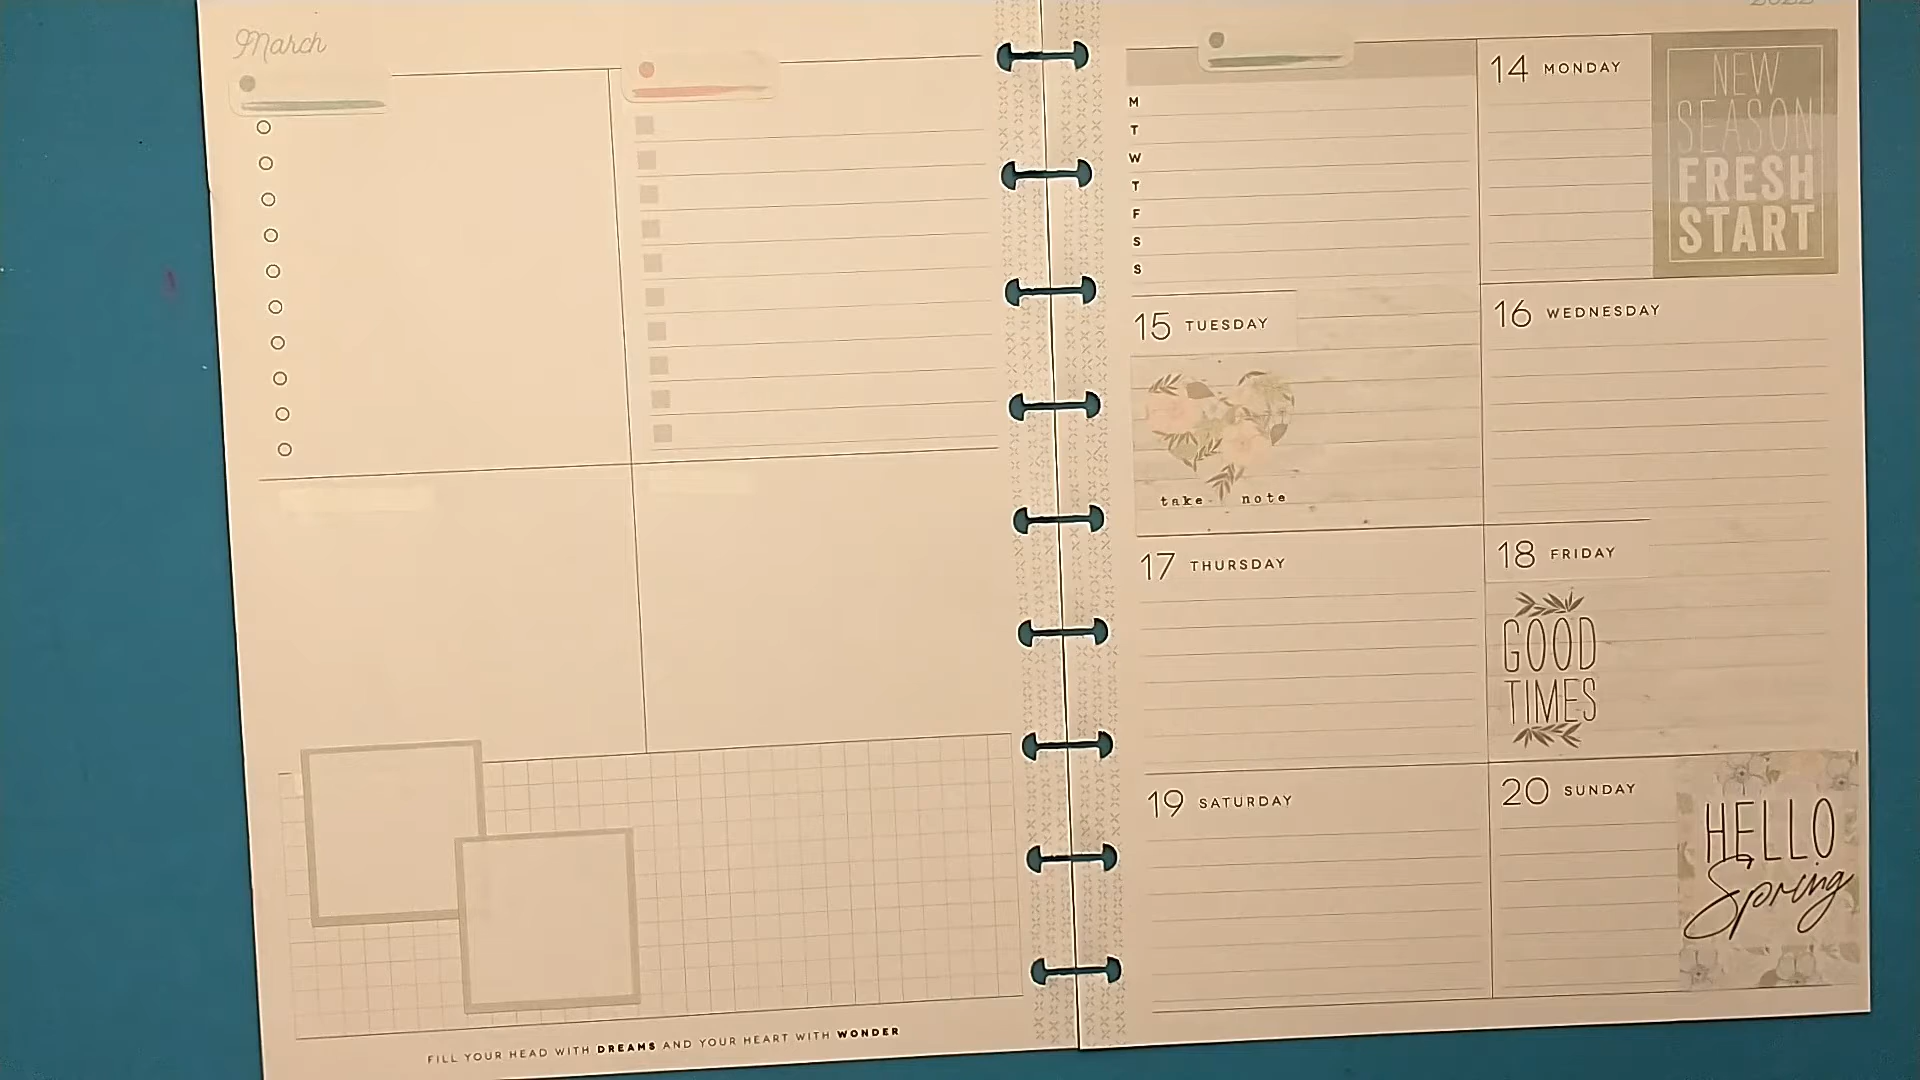 March
FILL YOUR HEAD WITH DREAMS AND YOUR HEART WITH WONDER
M
T
W
T
F
S
S
14 MONDAY
NEW
SEASON
FRESH
START
15 TUESDAY
take note
16 WEDNESDAY
17 THURSDAY
18 FRIDAY
GOOD
TIMES
19 SATURDAY
20 SUNDAY
HELLO
Spring